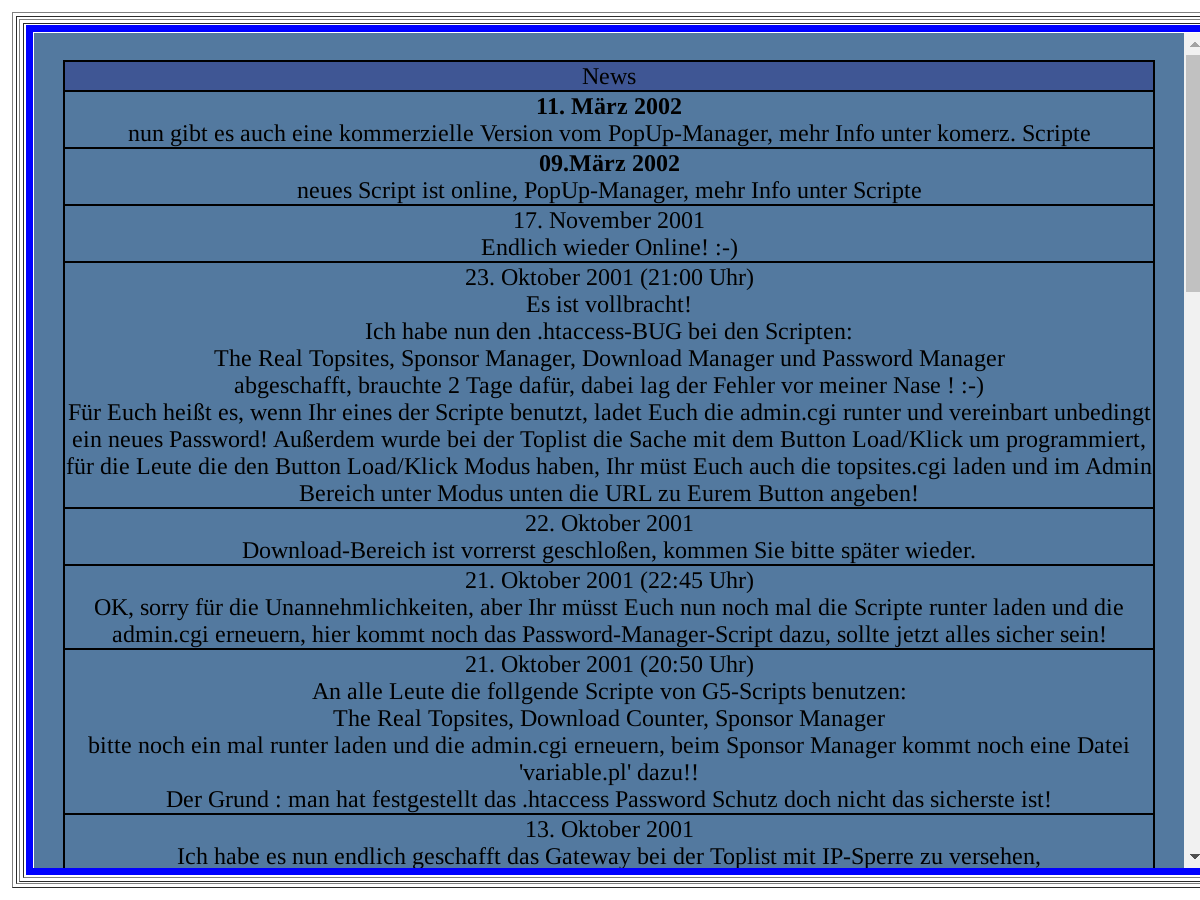 News
11. März 2002
nun gibt es auch eine kommerzielle Version vom PopUp-Manager, mehr Info unter komerz. Scripte
09.März 2002
neues Script ist online, PopUp-Manager, mehr Info unter Scripte
17. November 2001
Endlich wieder Online! :-)
23. Oktober 2001 (21:00 Uhr)
Es ist vollbracht!
Ich habe nun den .htaccess-BUG bei den Scripten:
The Real Topsites, Sponsor Manager, Download Manager und Password Manager
abgeschafft, brauchte 2 Tage dafür, dabei lag der Fehler vor meiner Nase ! :-)
Für Euch heißt es, wenn Ihr eines der Scripte benutzt, ladet Euch die admin.cgi runter und vereinbart unbedingt
ein neues Password! Außerdem wurde bei der Toplist die Sache mit dem Button Load/Klick um programmiert,
für die Leute die den Button Load/Klick Modus haben, Ihr müst Euch auch die topsites.cgi laden und im Admin
Bereich unter Modus unten die URL zu Eurem Button angeben!
22. Oktober 2001
Download-Bereich ist vorrerst geschloßen, kommen Sie bitte später wieder.
21. Oktober 2001 (22:45 Uhr)
OK, sorry für die Unannehmlichkeiten, aber Ihr müsst Euch nun noch mal die Scripte runter laden und die
admin.cgi erneuern, hier kommt noch das Password-Manager-Script dazu, sollte jetzt alles sicher sein!
21. Oktober 2001 (20:50 Uhr)
An alle Leute die follgende Scripte von G5-Scripts benutzen:
The Real Topsites, Download Counter, Sponsor Manager
bitte noch ein mal runter laden und die admin.cgi erneuern, beim Sponsor Manager kommt noch eine Datei
'variable.pl' dazu!!
Der Grund : man hat festgestellt das .htaccess Password Schutz doch nicht das sicherste ist!
13. Oktober 2001
Ich habe es nun endlich geschafft das Gateway bei der Toplist mit IP-Sperre zu versehen,